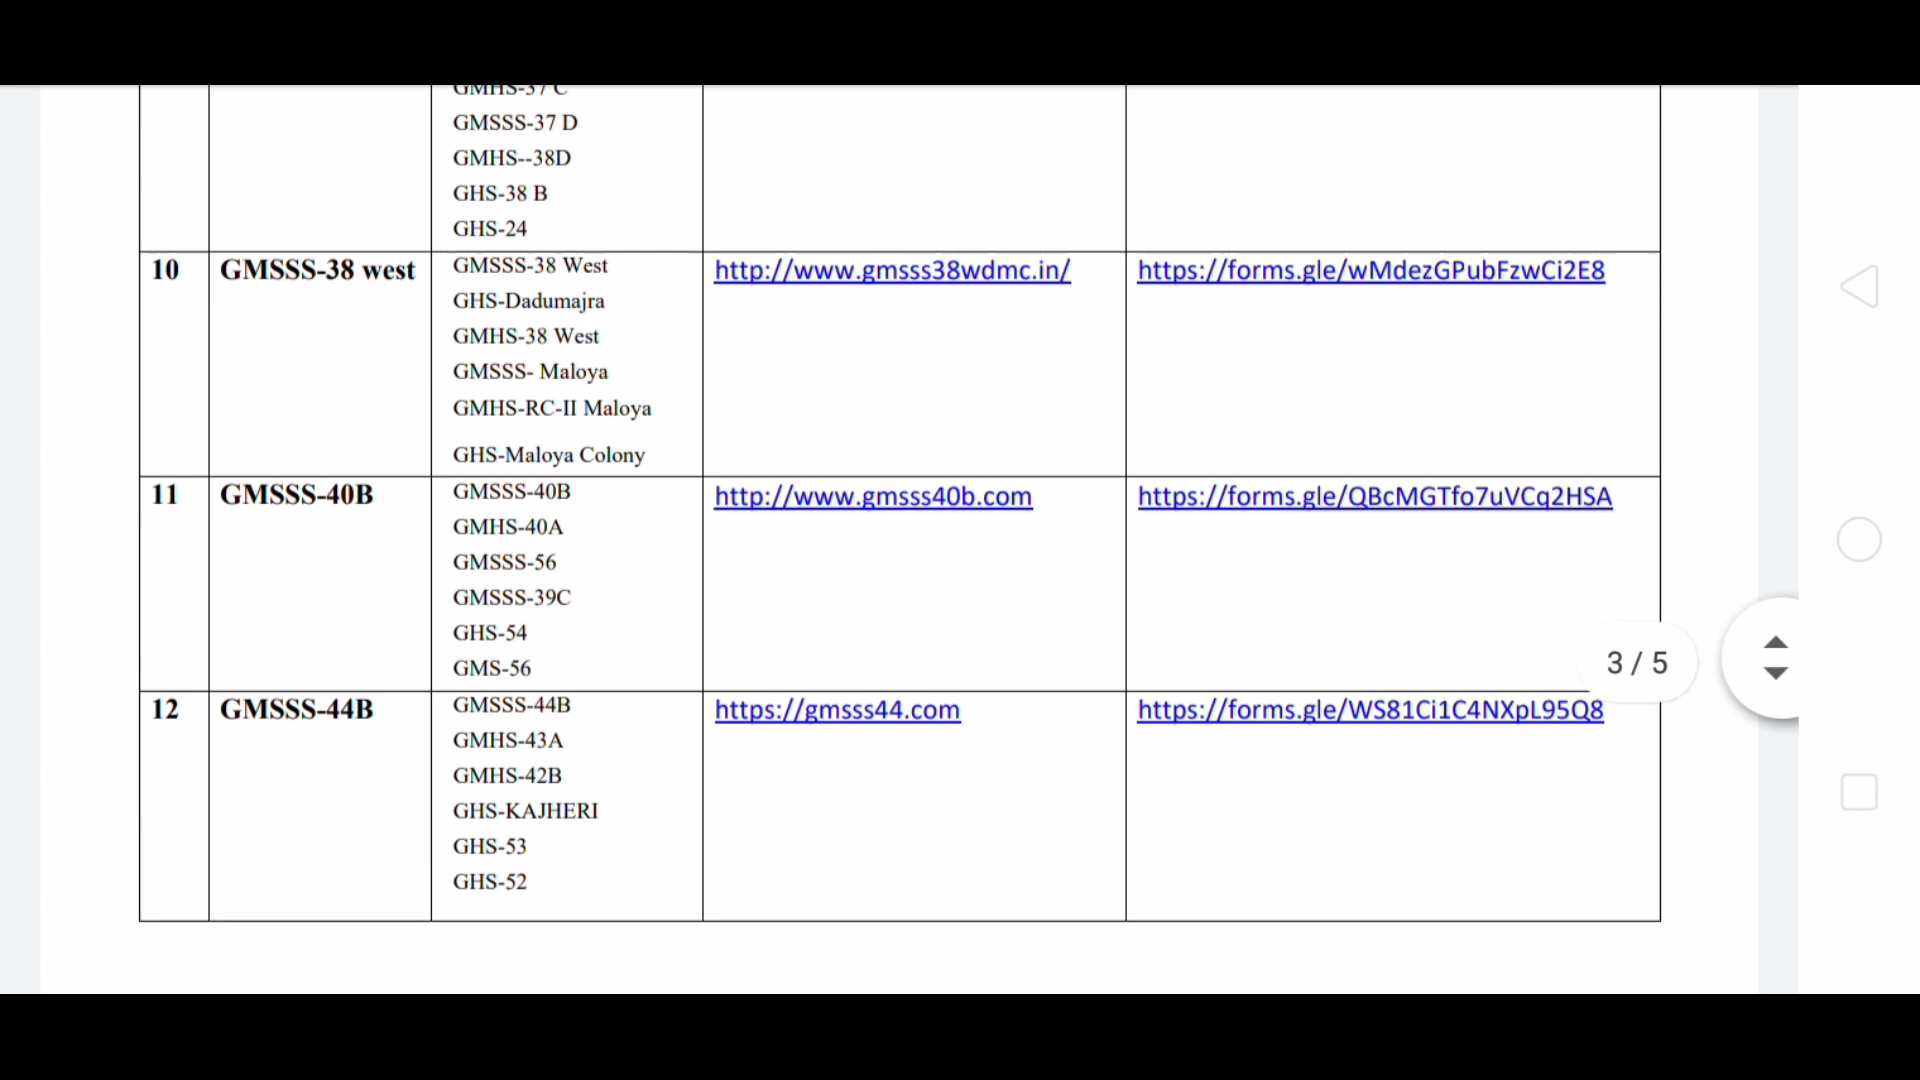 GMHS-37 C
GMSSS-37 D
GMHS--38D
GHS-38 B
GHS-24
10 GMSSS-38 west GMSSS-38 West http://www.gmsss38wdmc.in/ https://forms.gle/wMdezGPubFzwCi2E8
GHS-Dadumajra
GMHS-38 West
GMSSS- Maloya
GMHS-RC-II Maloya
GHS-Maloya Colony
11 GMSSS-40B GMSSS-40B http://www.gmsss40b.com https://forms.gle/QBcMGTfo7uVCq2HSA
GMHS-40A
GMSSS-56
GMSSS-39C
GHS-54
GMS-56
3 / 5
12 GMSSS-44B GMSSS-44B https://gmsss44.com https://forms.gle/WS81Ci1C4NXpL95Q8
GMHS-43A
GMHS-42B
GHS-KAJHERI
GHS-53
GHS-52